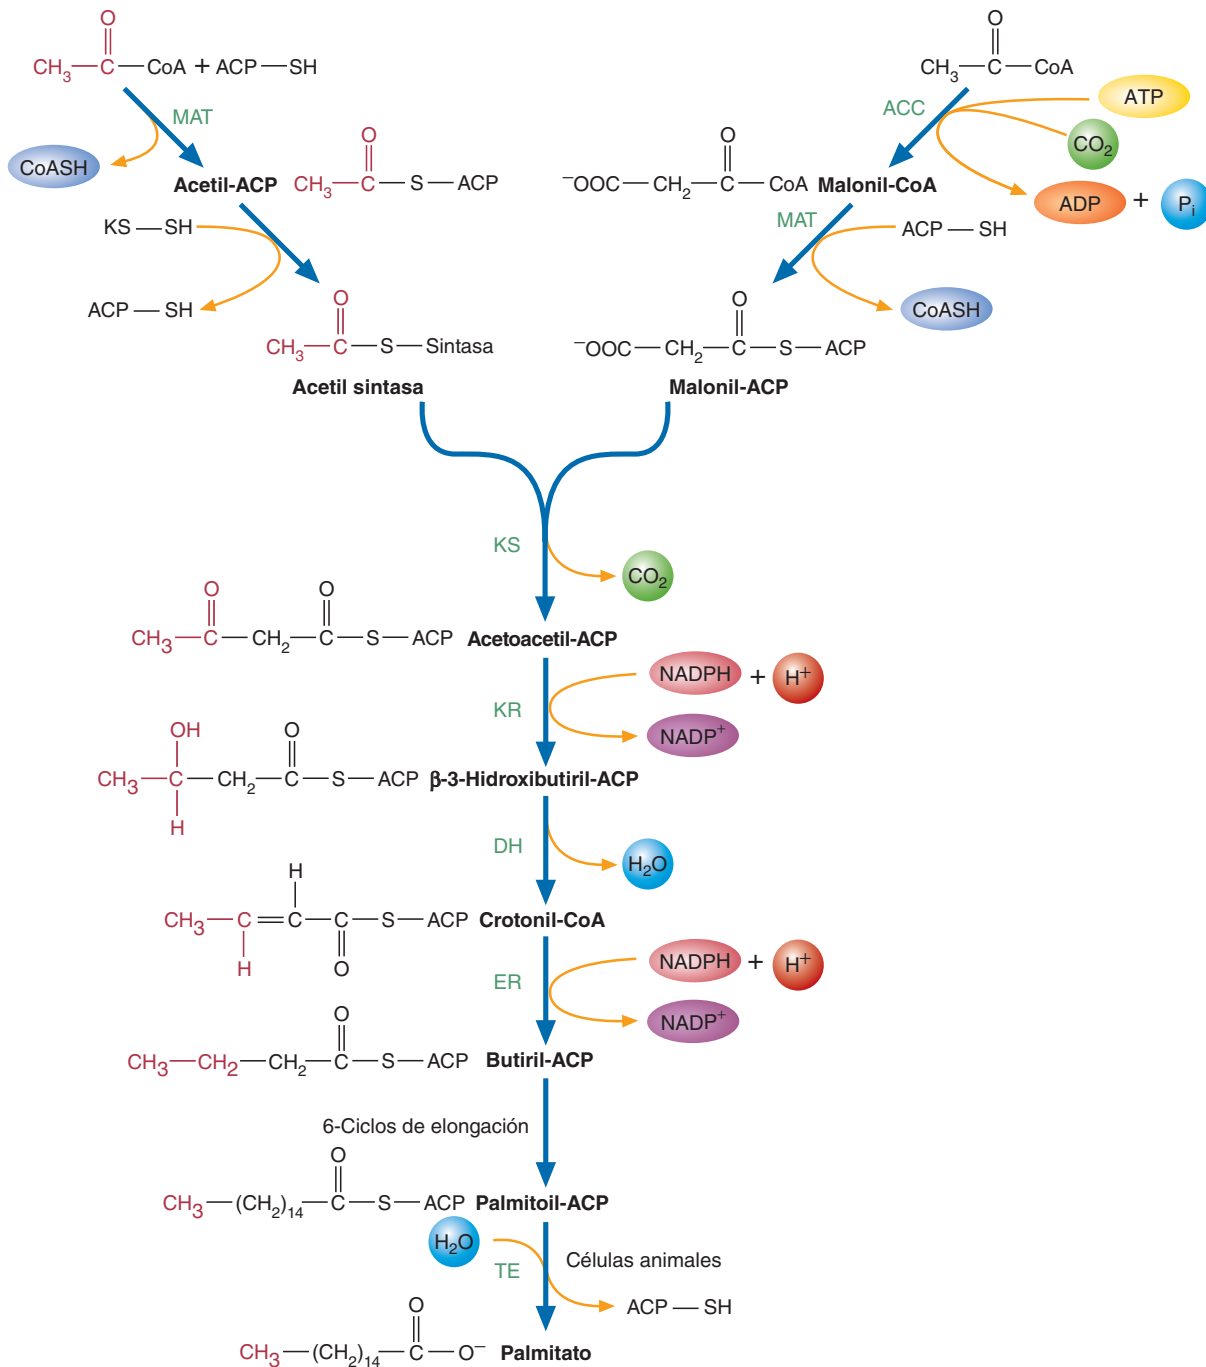 O
CH3—C—CoA + ACP—SH
MAT
CoASH
Acetil-ACP
O
CH3—C—S—ACP
KS—SH
ACP—SH
O
CH3—C—S—Sintasa
Acetil sintasa
O
CH3—C—CoA
ACC
ATP
CO2
ADP + Pi
O
−OOC—CH2—C—CoA Malonil-CoA
MAT
ACP—SH
CoASH
O
−OOC—CH2—C—S—ACP
Malonil-ACP
KS
CO2
O O
CH3—C—CH2—C—S—ACP Acetoacetil-ACP
NADPH + H+
KR
NADP+
OH O
CH3—C—CH2—C—S—ACP β-3-Hidroxibutiril-ACP
H
DH
H2O
H
CH3—C=C—C—S—ACP Crotonil-CoA
H O
NADPH + H+
ER
NADP+
O
CH3—CH2—CH2—C—S—ACP Butiril-ACP
6-Ciclos de elongación
O
CH3—(CH2)14—C—S—ACP Palmitoil-ACP
H2O
TE
Células animales
ACP—SH
O
CH3—(CH2)14—C—O− Palmitato